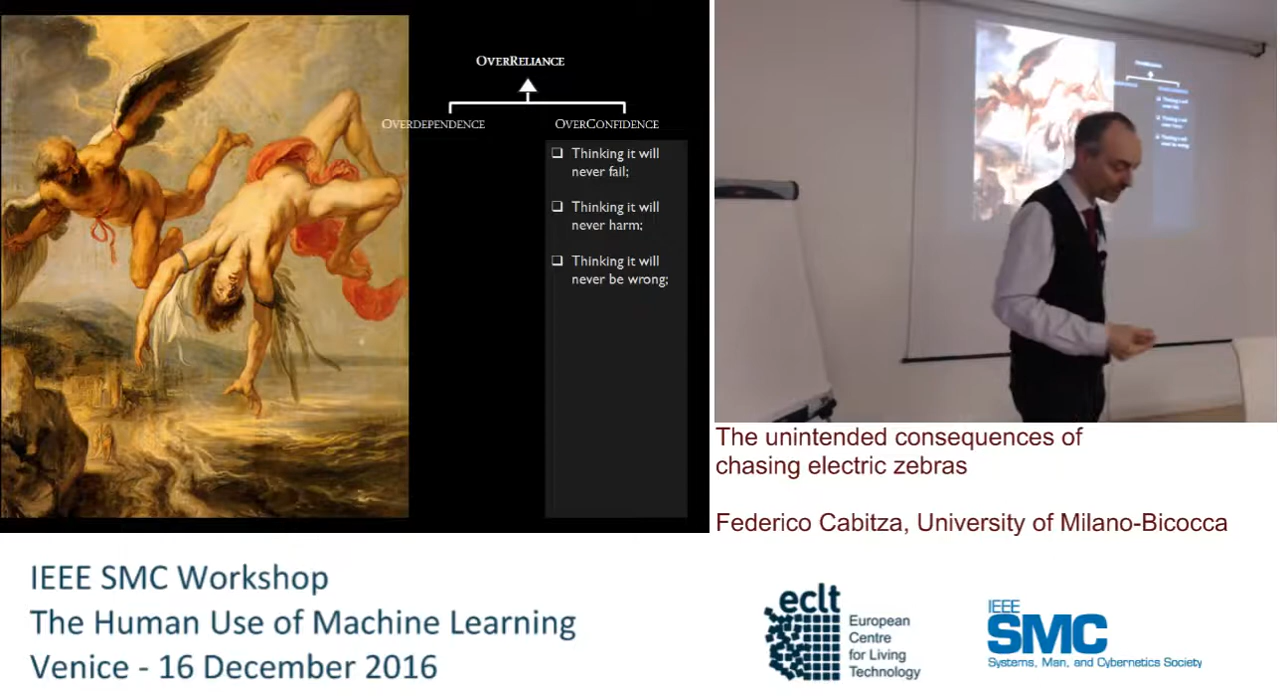 OVERRELIANCE
OVERDEPENDENCE
OVERCONFIDENCE
❑ Thinking it will
never fail;
❑ Thinking it will
never harm;
❑ Thinking it will
never be wrong;
The unintended consequences of
chasing electric zebras
Federico Cabitza, University of Milano-Bicocca
IEEE SMC Workshop
The Human Use of Machine Learning
Venice - 16 December 2016
eclt
European
Centre
for Living
Technology
IEEE
SMC
Systems, Man, and Cybernetics Society